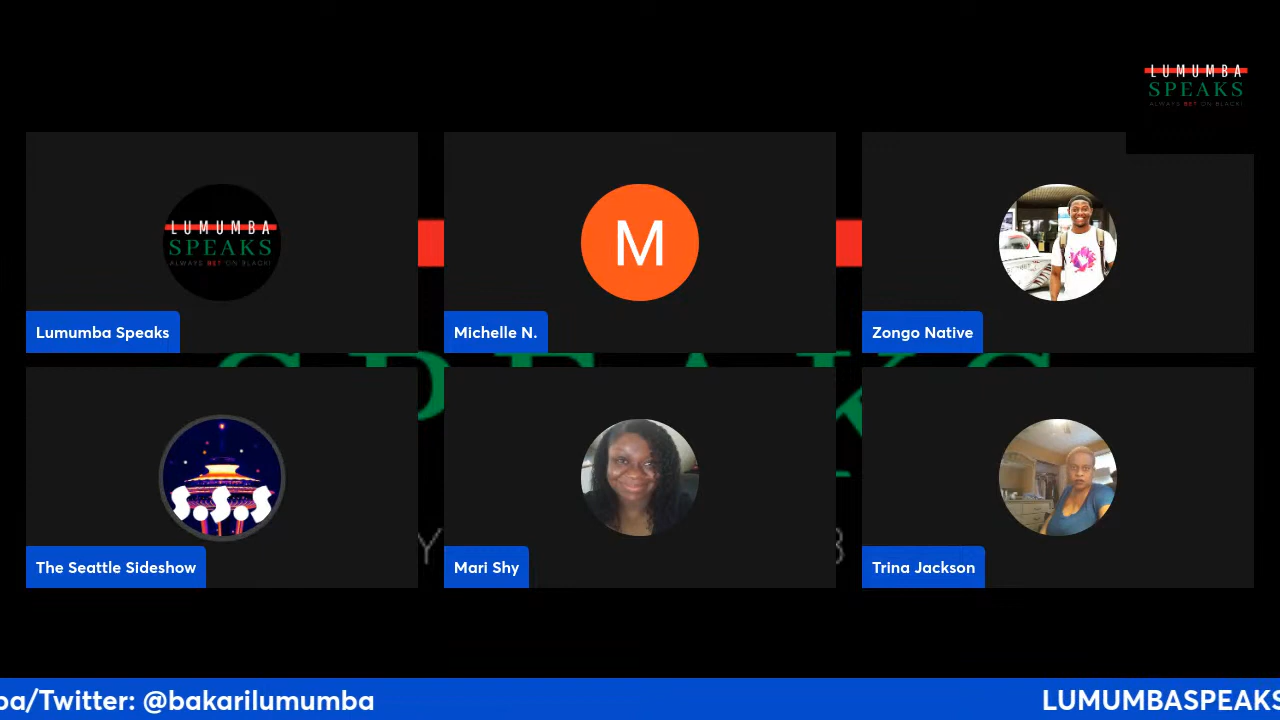 LUMUMBA
SPEAKS
ALWAYS BET ON BLACK!
LUMUMBA
SPEAKS
ALWAYS BET ON BLACK!
M
Lumumba Speaks
Michelle N.
Zongo Native
SPEAKS
S.S.S
The Seattle Sideshow
Mari Shy
Trina Jackson
ba/Twitter: @bakarilumumba
LUMUMBASPEAKS